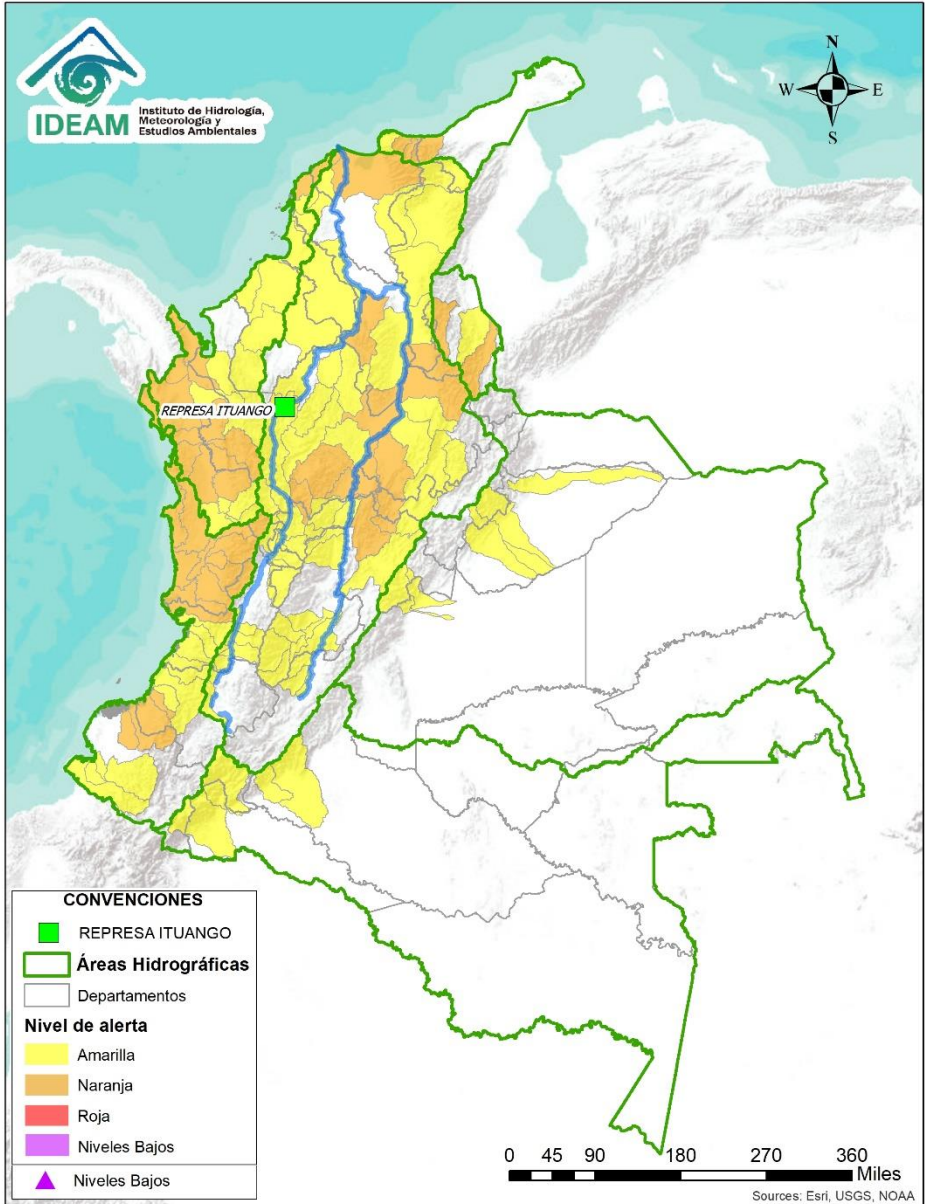 IDEAM
Instituto de Hidrología,
Meteorología y
Estudios Ambientales
N
W
E
S
REPRESA ITUANGO
CONVENCIONES
REPRESA ITUANGO
Áreas Hidrográficas
Departamentos
Nivel de alerta
Amarilla
Naranja
Roja
Niveles Bajos
Niveles Bajos
0 45 90 180 270 360
Miles
Sources: Esri, USGS, NOAA